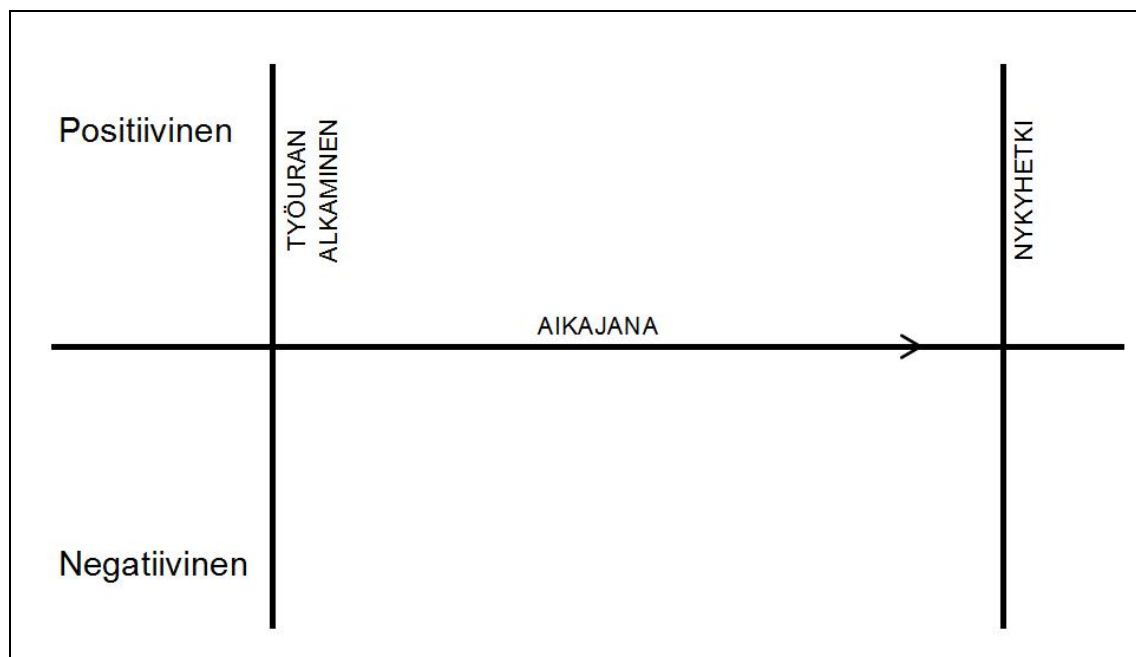 Positiivinen
TYÖURAN
ALKAMINEN
NYKYHETKI
AIKAJANA
Negatiivinen